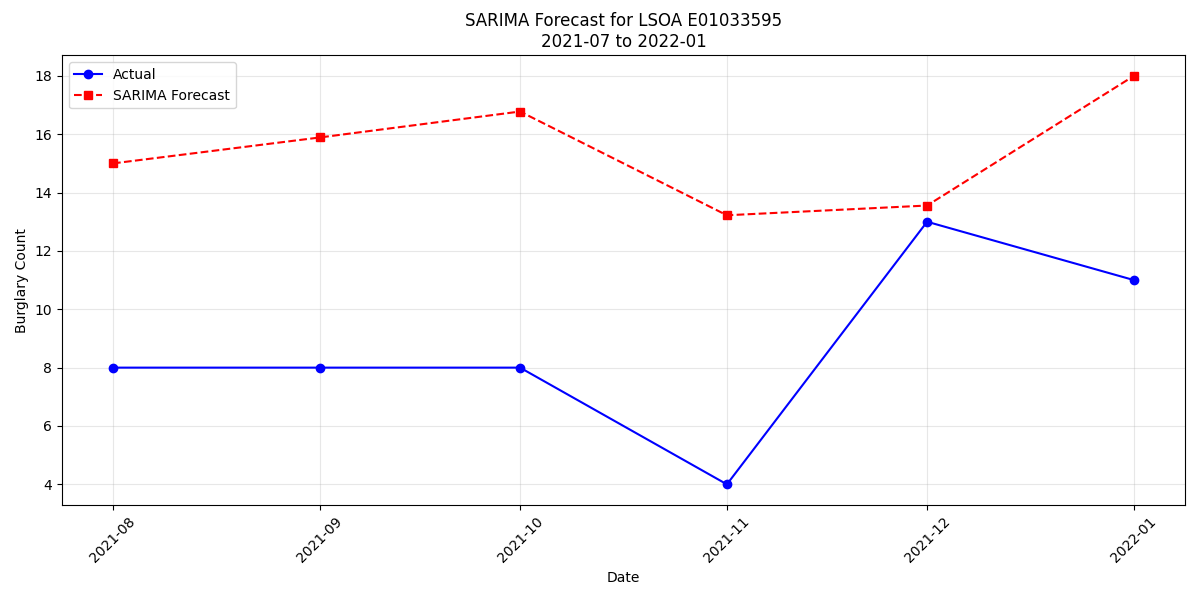 SARIMA Forecast for LSOA E01033595
2021-07 to 2022-01
Actual
SARIMA Forecast
18
16
14
12
10
8
6
4
Burglary Count
2021-08
2021-09
2021-10
2021-11
2021-12
2022-01
Date